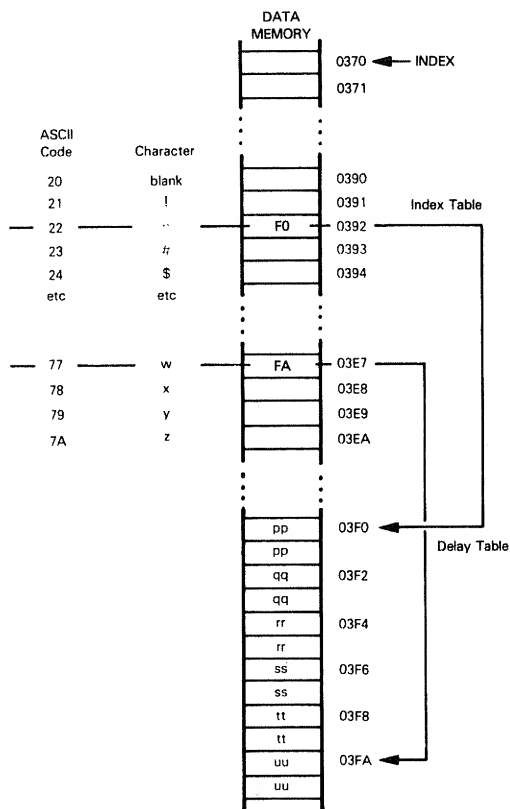 DATA
MEMORY
0370 INDEX
0371
ASCII
Code Character
20 blank 0390
21 ! 0391 Index Table
22 " F0 0392
23 # 0393
24 $ 0394
etc etc
77 w FA 03E7
78 x 03E8
79 y 03E9
7A z 03EA
pp 03F0
pp Delay Table
qq 03F2
qq
rr 03F4
rr
ss 03F6
ss
tt 03F8
tt
uu 03FA
uu